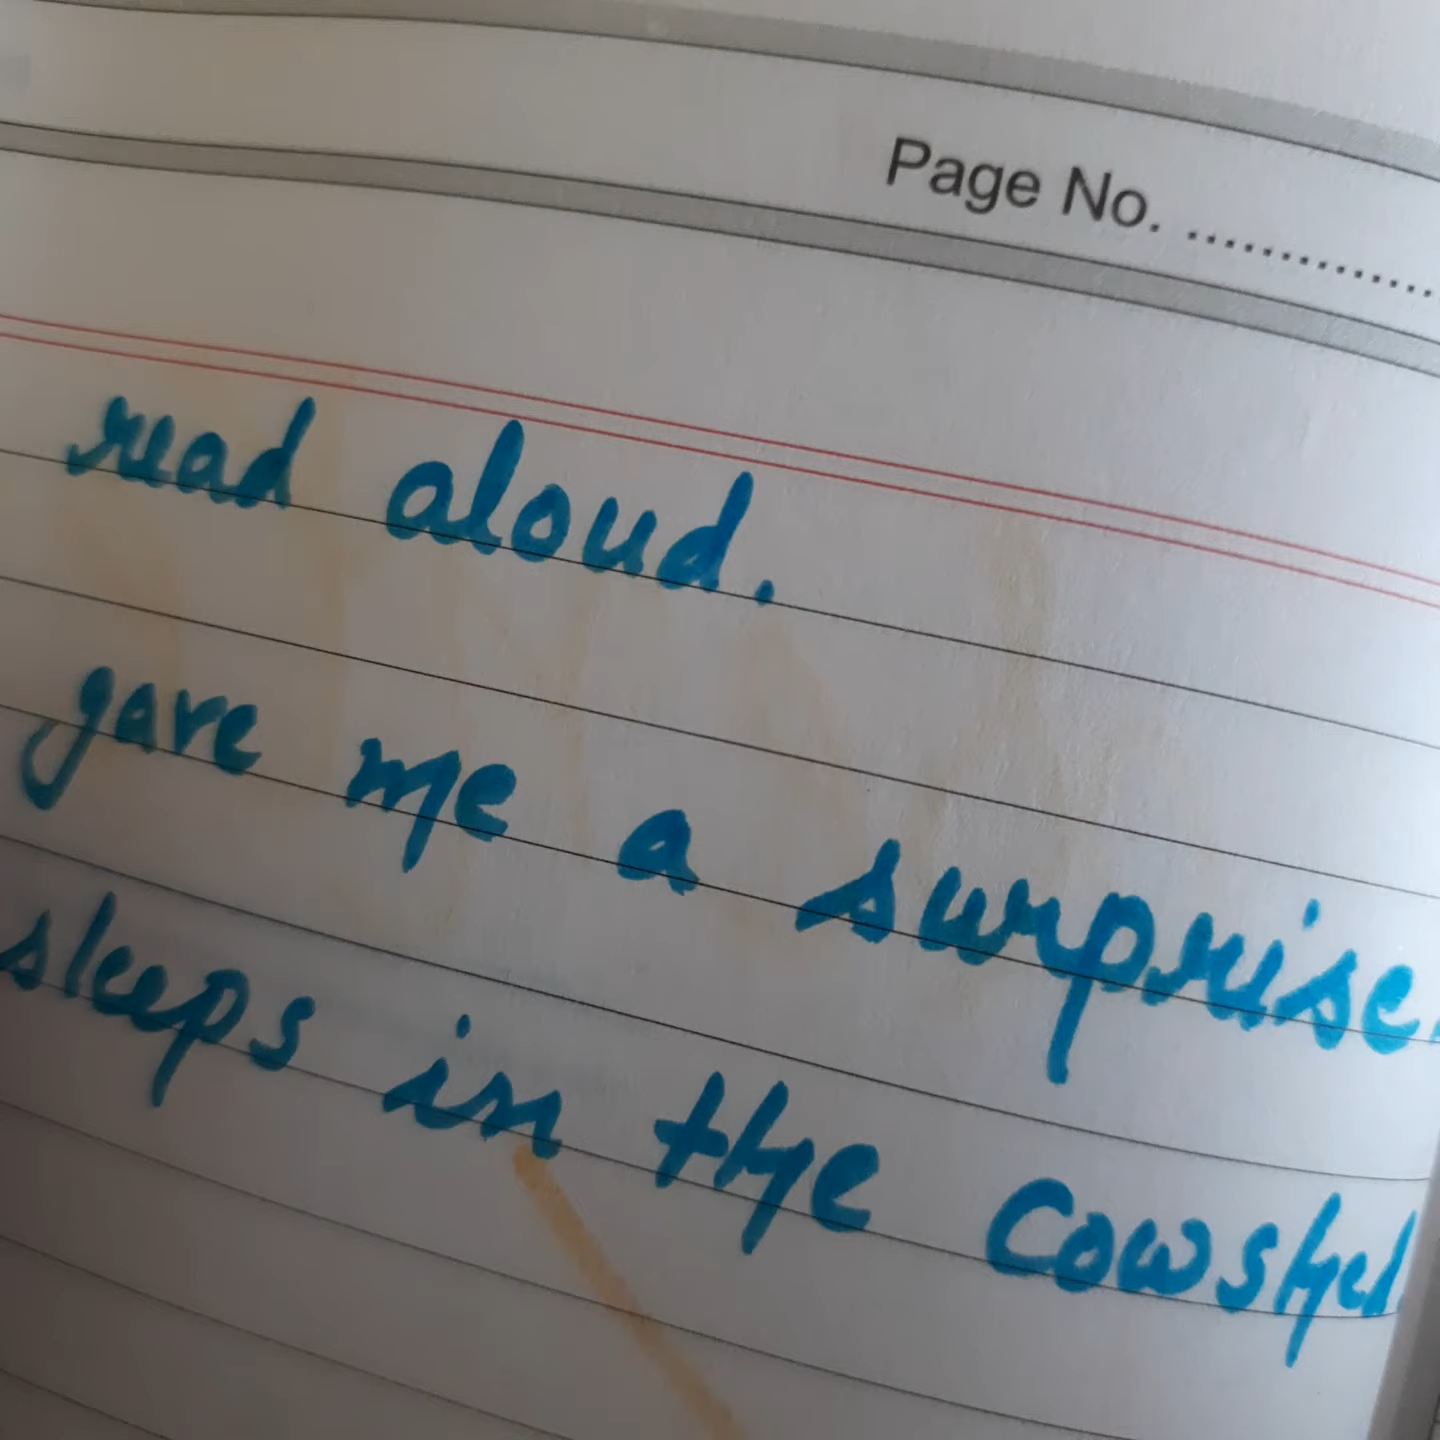 Page No. ................
read aloud.
gave me a surprise.
sleeps in the cowshed